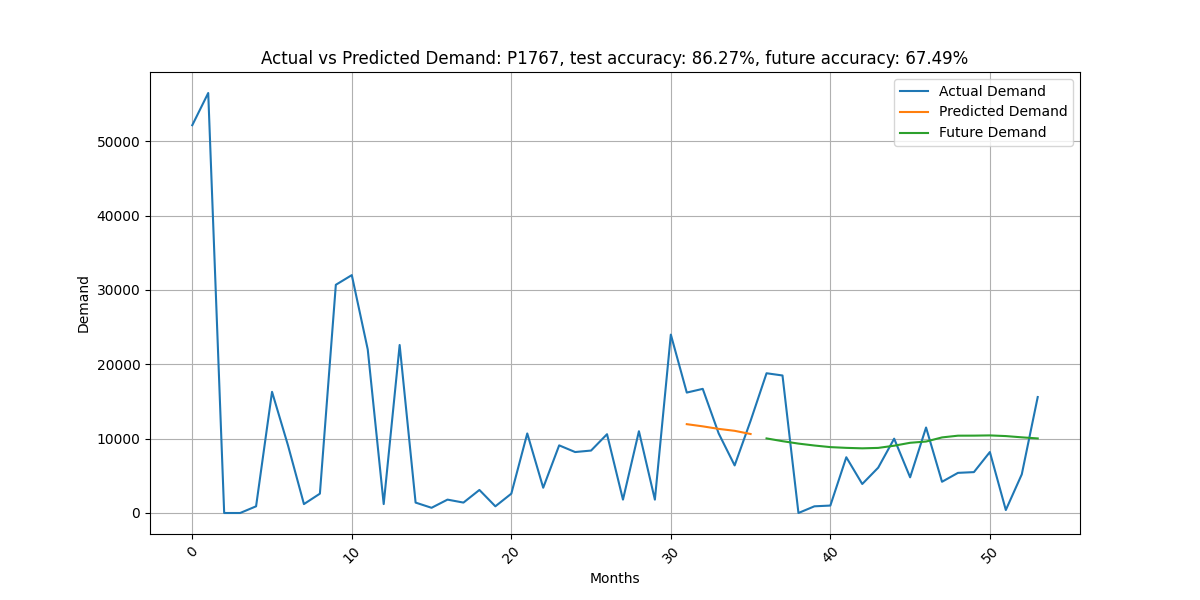 Actual vs Predicted Demand: P1767, test accuracy: 86.27%, future accuracy: 67.49%
Actual Demand
Predicted Demand
Future Demand
50000
40000
30000
20000
10000
0
Demand
0
10
20
30
40
50
Months